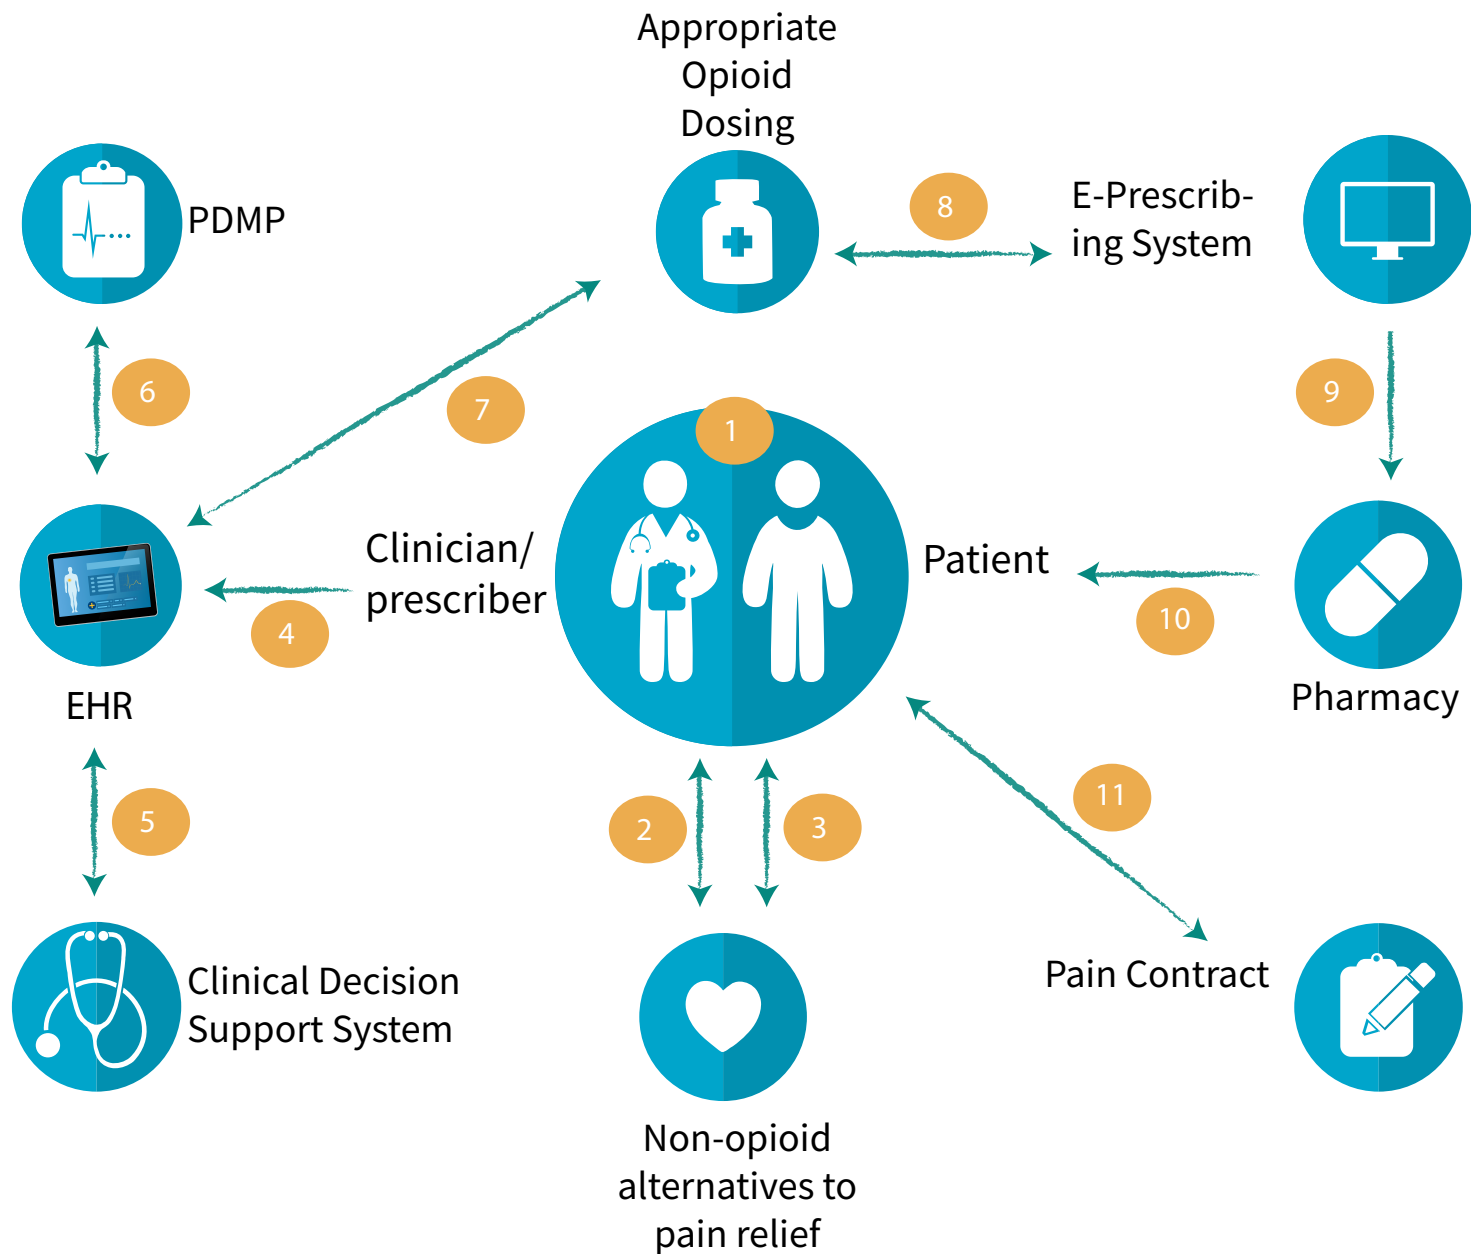 Appropriate
Opioid
Dosing
PDMP
8
E-Prescrib-
ing System
6
7
1
9
Clinician/
prescriber
Patient
4
10
EHR
Pharmacy
5
2
3
11
Clinical Decision
Support System
Pain Contract
Non-opioid
alternatives to
pain relief